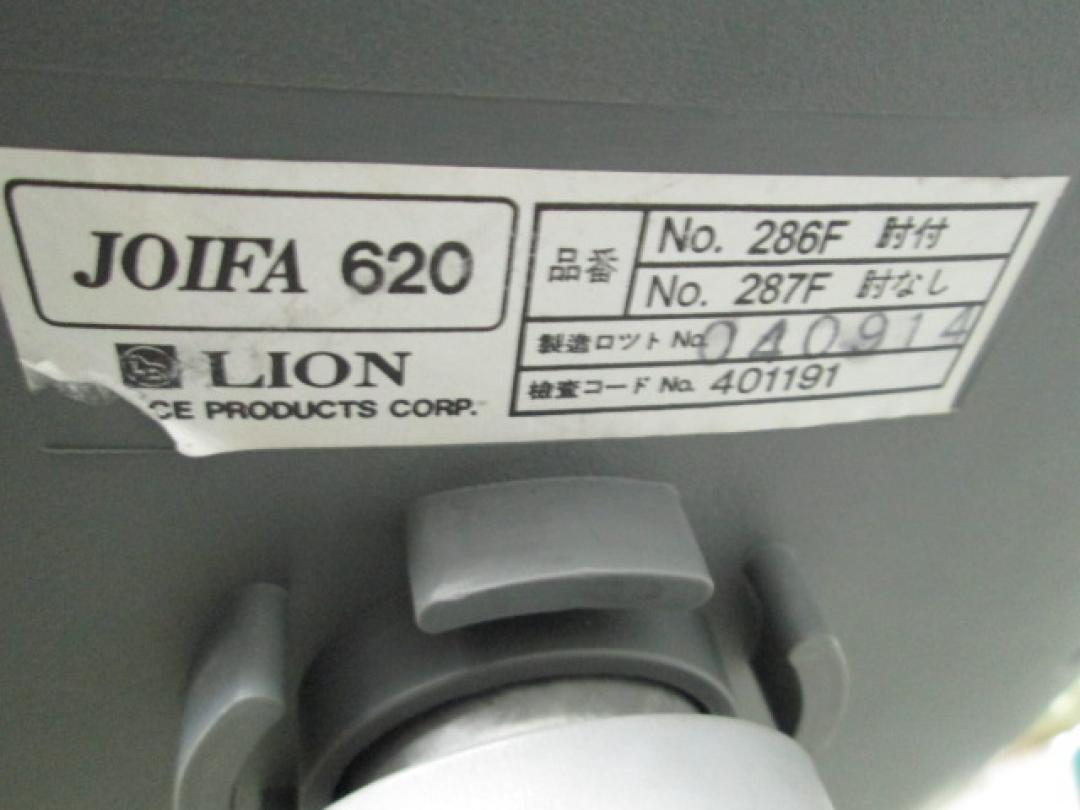 JOIFA 620
LION
CE PRODUCTS CORP.
品番
No. 286F 肘付
No. 287F 肘なし
製造ロツト No. 040914
検査コード No. 401191